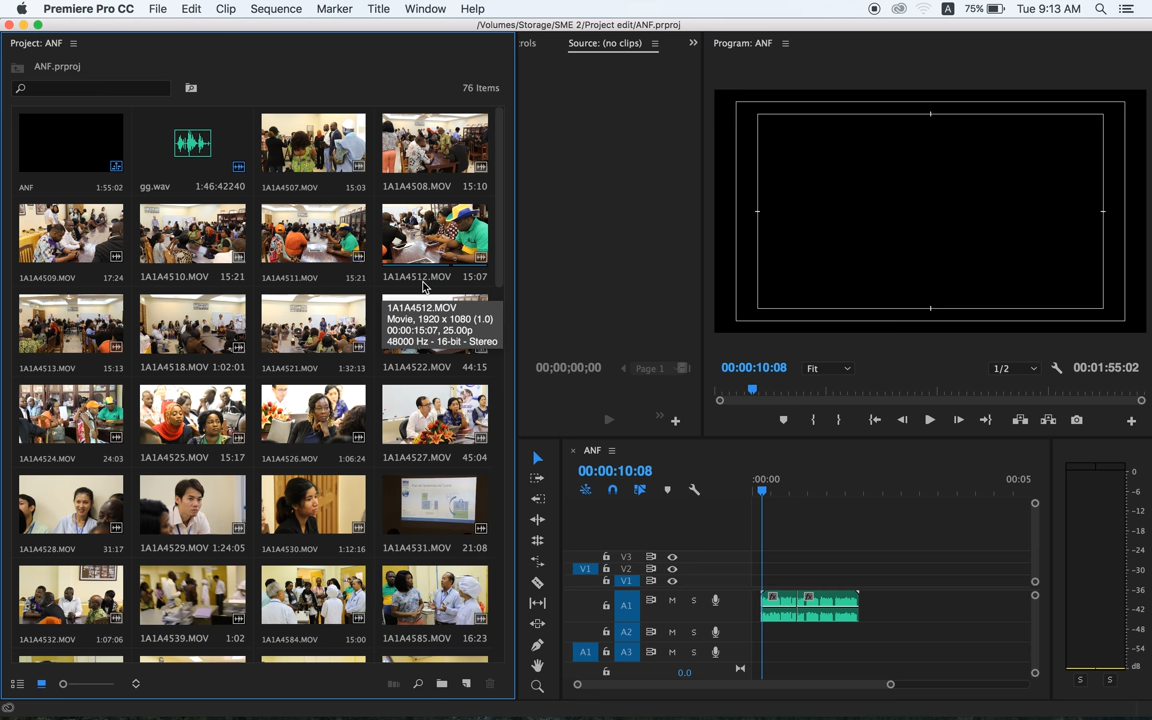 Premiere Pro CC File Edit Clip Sequence Marker Title Window Help A 75% Tue 9:13 AM
/Volumes/Storage/SME 2/Project edit/ANF.prproj
Project: ANF
ANF.prproj
76 Items
ANF 1:55:02
gg.wav 1:46:42240
1A1A4507.MOV 15:03
1A1A4508.MOV 15:10
1A1A4509.MOV 17:24
1A1A4510.MOV 15:21
1A1A4511.MOV 15:21
1A1A4512.MOV 15:07
1A1A4512.MOV
Movie, 1920 x 1080 (1.0)
00:00:15:07, 25.00p
48000 Hz - 16-bit - Stereo
1A1A4513.MOV 15:13
1A1A4518.MOV 1:02:01
1A1A4521.MOV 1:32:13
1A1A4522.MOV 44:15
1A1A4524.MOV 24:03
1A1A4525.MOV 15:17
1A1A4526.MOV 1:06:24
1A1A4527.MOV 45:04
1A1A4528.MOV 31:17
1A1A4529.MOV 1:24:05
1A1A4530.MOV 1:12:16
1A1A4531.MOV 21:08
1A1A4532.MOV 1:07:06
1A1A4539.MOV 1:02
1A1A4584.MOV 15:00
1A1A4585.MOV 16:23
rols
Source: (no clips)
00;00;00;00
Page 1
Program: ANF
00:00:10:08
Fit
1/2
00:01:55:02
× ANF
00:00:10:08
:00:00
00:05
V3
V1 V2
V1
A1 M S
A2 M S
A1 A3 M S
0.0
fx
fx
0
-6
-12
-18
-24
-30
-36
-42
-48
-54
dB
S S